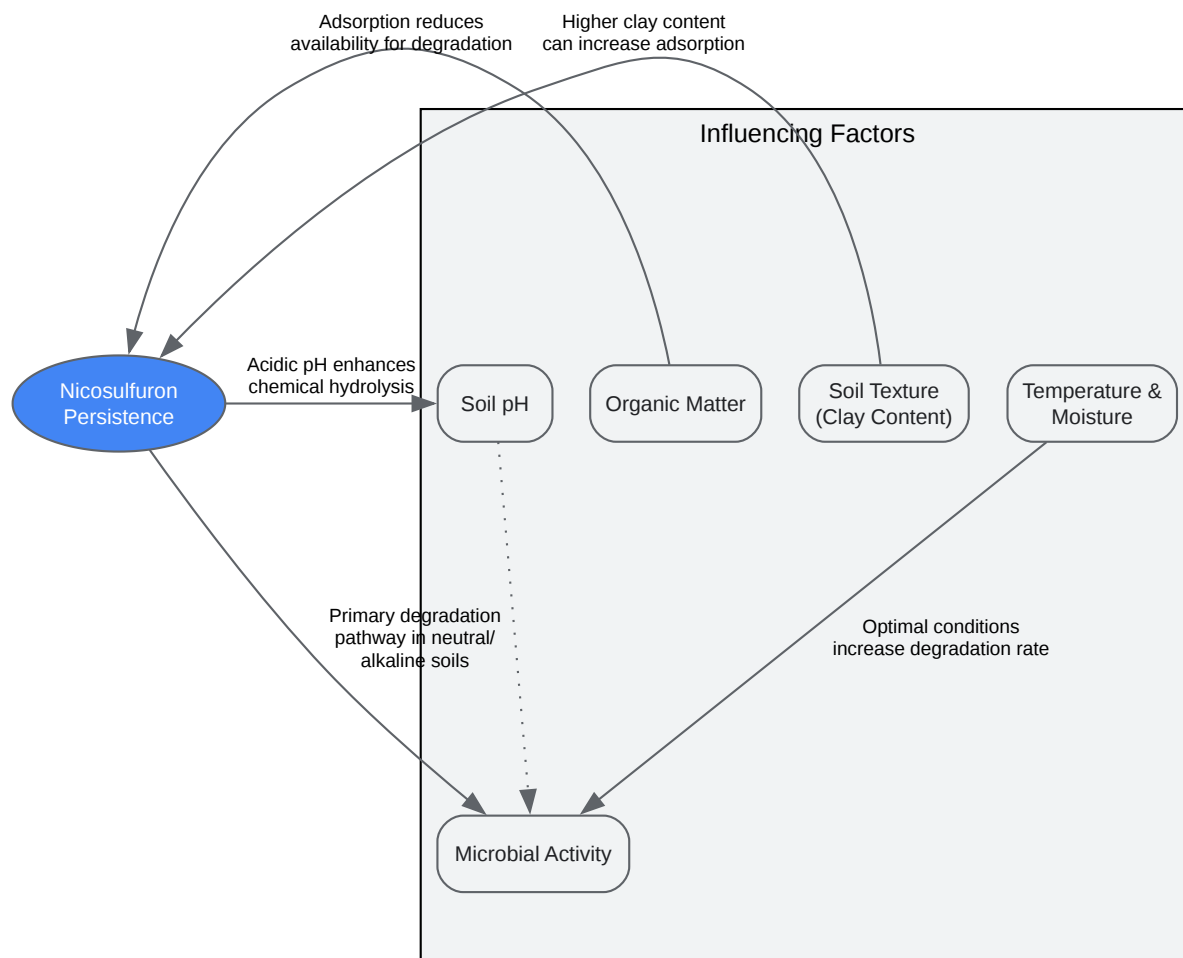 Adsorption reduces
availability for degradation
Higher clay content
can increase adsorption
Influencing Factors
Nicosulfuron
Persistence
Acidic pH enhances
chemical hydrolysis
Soil pH
Organic Matter
Soil Texture
(Clay Content)
Temperature &
Moisture
Primary degradation
pathway in neutral/
alkaline soils
Optimal conditions
increase degradation rate
Microbial Activity